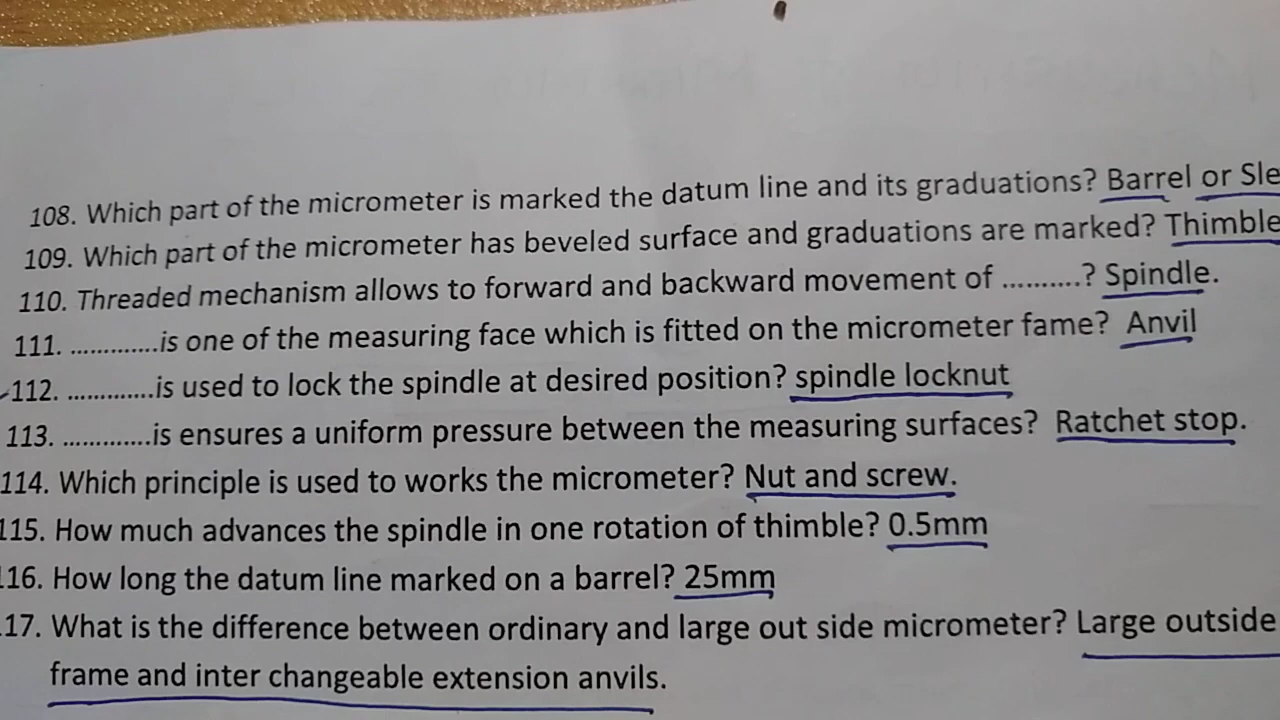 108. Which part of the micrometer is marked the datum line and its graduations? Barrel or Sle
109. Which part of the micrometer has beveled surface and graduations are marked? Thimble
110. Threaded mechanism allows to forward and backward movement of ..........? Spindle.
111. .............is one of the measuring face which is fitted on the micrometer fame? Anvil
112. .............is used to lock the spindle at desired position? spindle locknut
113. .............is ensures a uniform pressure between the measuring surfaces? Ratchet stop.
114. Which principle is used to works the micrometer? Nut and screw.
115. How much advances the spindle in one rotation of thimble? 0.5mm
16. How long the datum line marked on a barrel? 25mm
17. What is the difference between ordinary and large out side micrometer? Large outside
frame and inter changeable extension anvils.